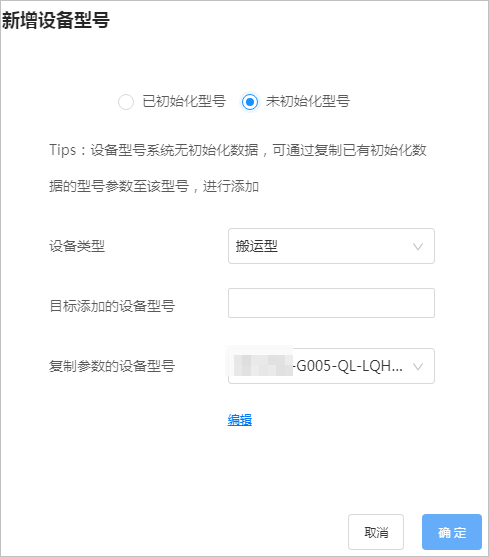 新增设备型号
已初始化型号 未初始化型号
Tips：设备型号系统无初始化数据，可通过复制已有初始化数
据的型号参数至该型号，进行添加
设备类型 搬运型
目标添加的设备型号
复制参数的设备型号 -G005-QL-LQH...
编辑
取消 确 定